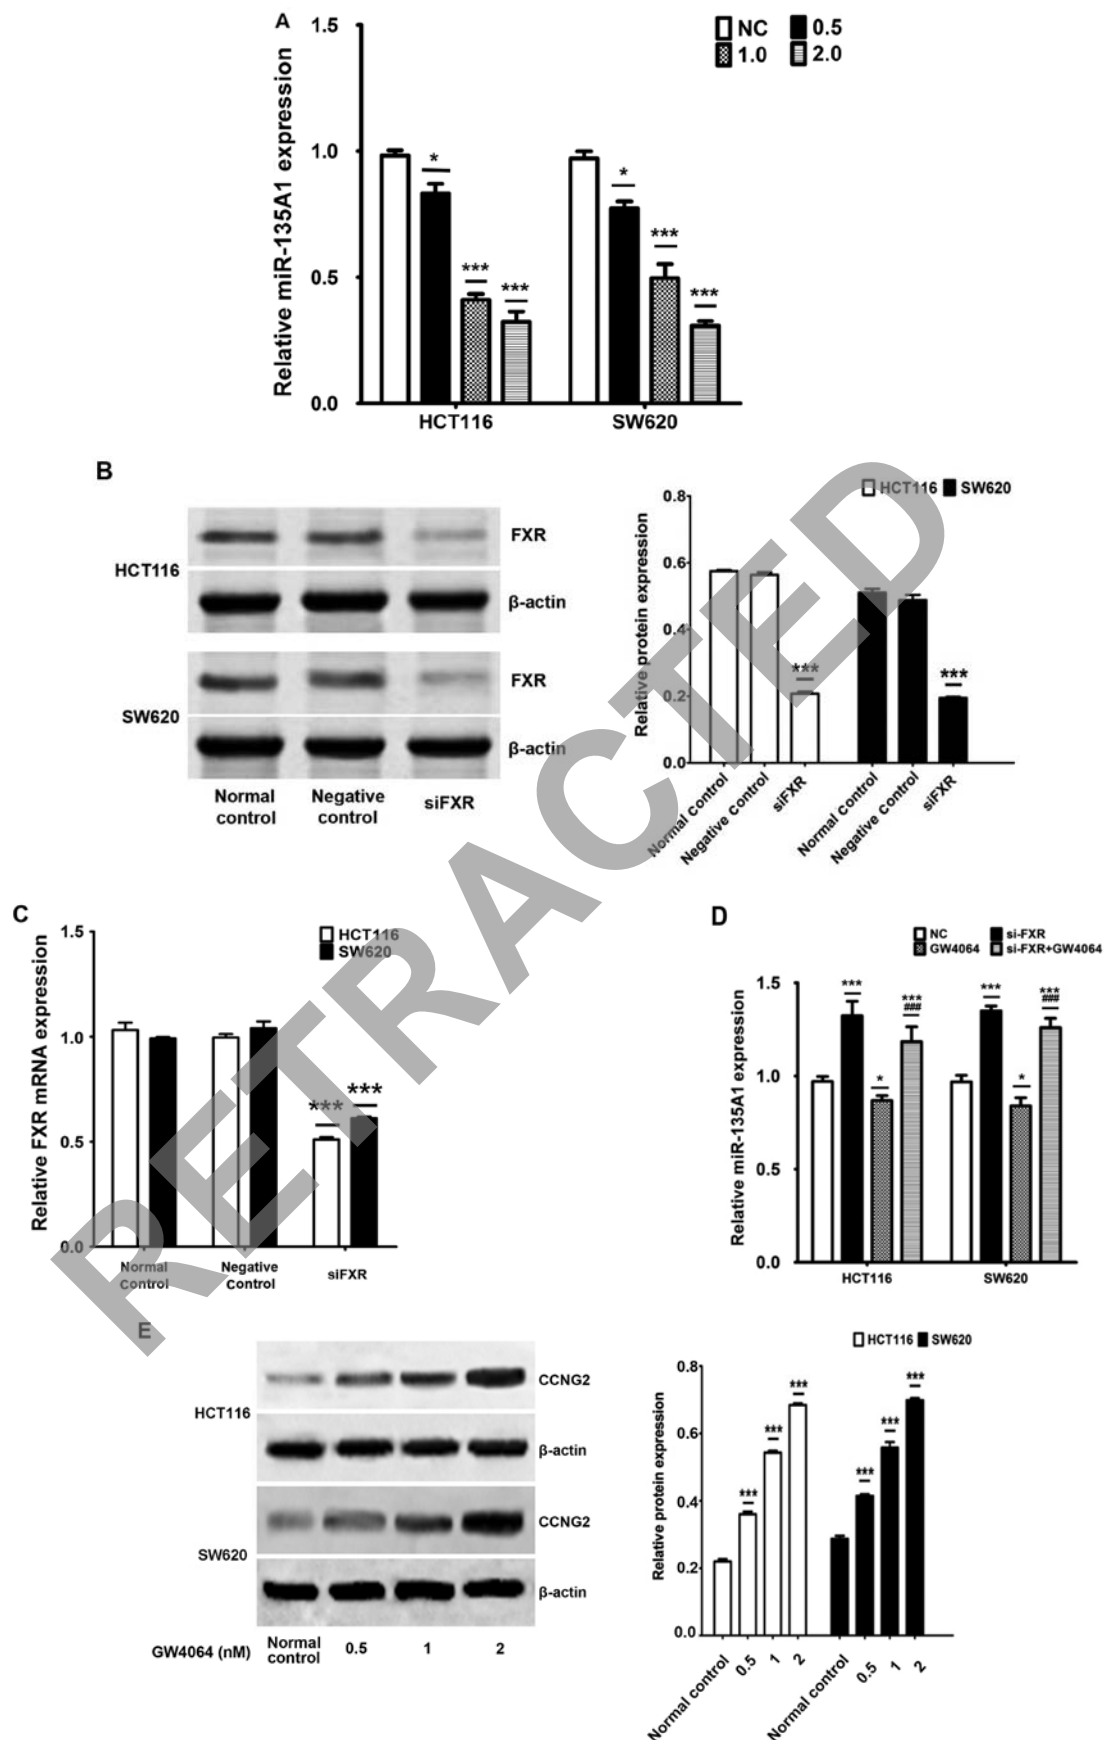 A
1.5
1.0
0.5
0.0
Relative miR-135A1 expression
NC 0.5
1.0 2.0
* *** *** * *** ***
HCT116 SW620
B
HCT116
FXR
β-actin
SW620
FXR
β-actin
Normal control
Negative control
siFXR
HCT116 SW620
0.8
0.6
0.4
0.2
0.0
Relative protein expression
*** ***
Normal control
Negative Control
siFXR
Normal control
Negative Control
siFXR
C
HCT116
SW620
1.5
1.0
0.5
0.0
Relative FXR mRNA expression
*** ***
Normal Control
Negative Control
siFXR
D
NC si-FXR
GW4064 si-FXR+GW4064
1.5
1.0
0.5
0.0
Relative miR-135A1 expression
*** * *** ### *** * *** ###
HCT116 SW620
E
HCT116
CCNG2
β-actin
SW620
CCNG2
β-actin
GW4064 (nM)
Normal control
0.5 1 2
HCT116 SW620
0.8
0.6
0.4
0.2
0.0
Relative protein expression
*** *** *** *** *** ***
Normal control
0.5
1
2
Normal control
0.5
1
2
RETRACTED